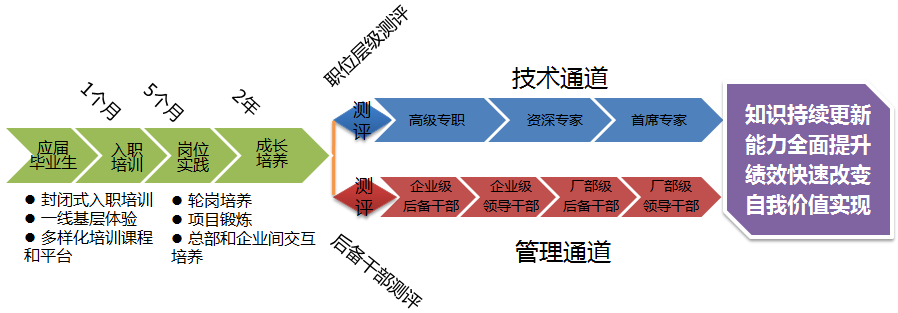 职位层级测评
1个月
5个月
2年
应届
毕业生
入职
培训
岗位
实践
成长
培养
● 封闭式入职培训
● 一线基层体验
● 多样化培训课程
和平台
● 轮岗培养
● 项目锻炼
● 总部和企业间交互
培养
技术通道
测
评
高级专职
资深专家
首席专家
测
评
企业级
后备干部
企业级
领导干部
厂部级
后备干部
厂部级
领导干部
管理通道
后备干部测评
知识持续更新
能力全面提升
绩效快速改变
自我价值实现